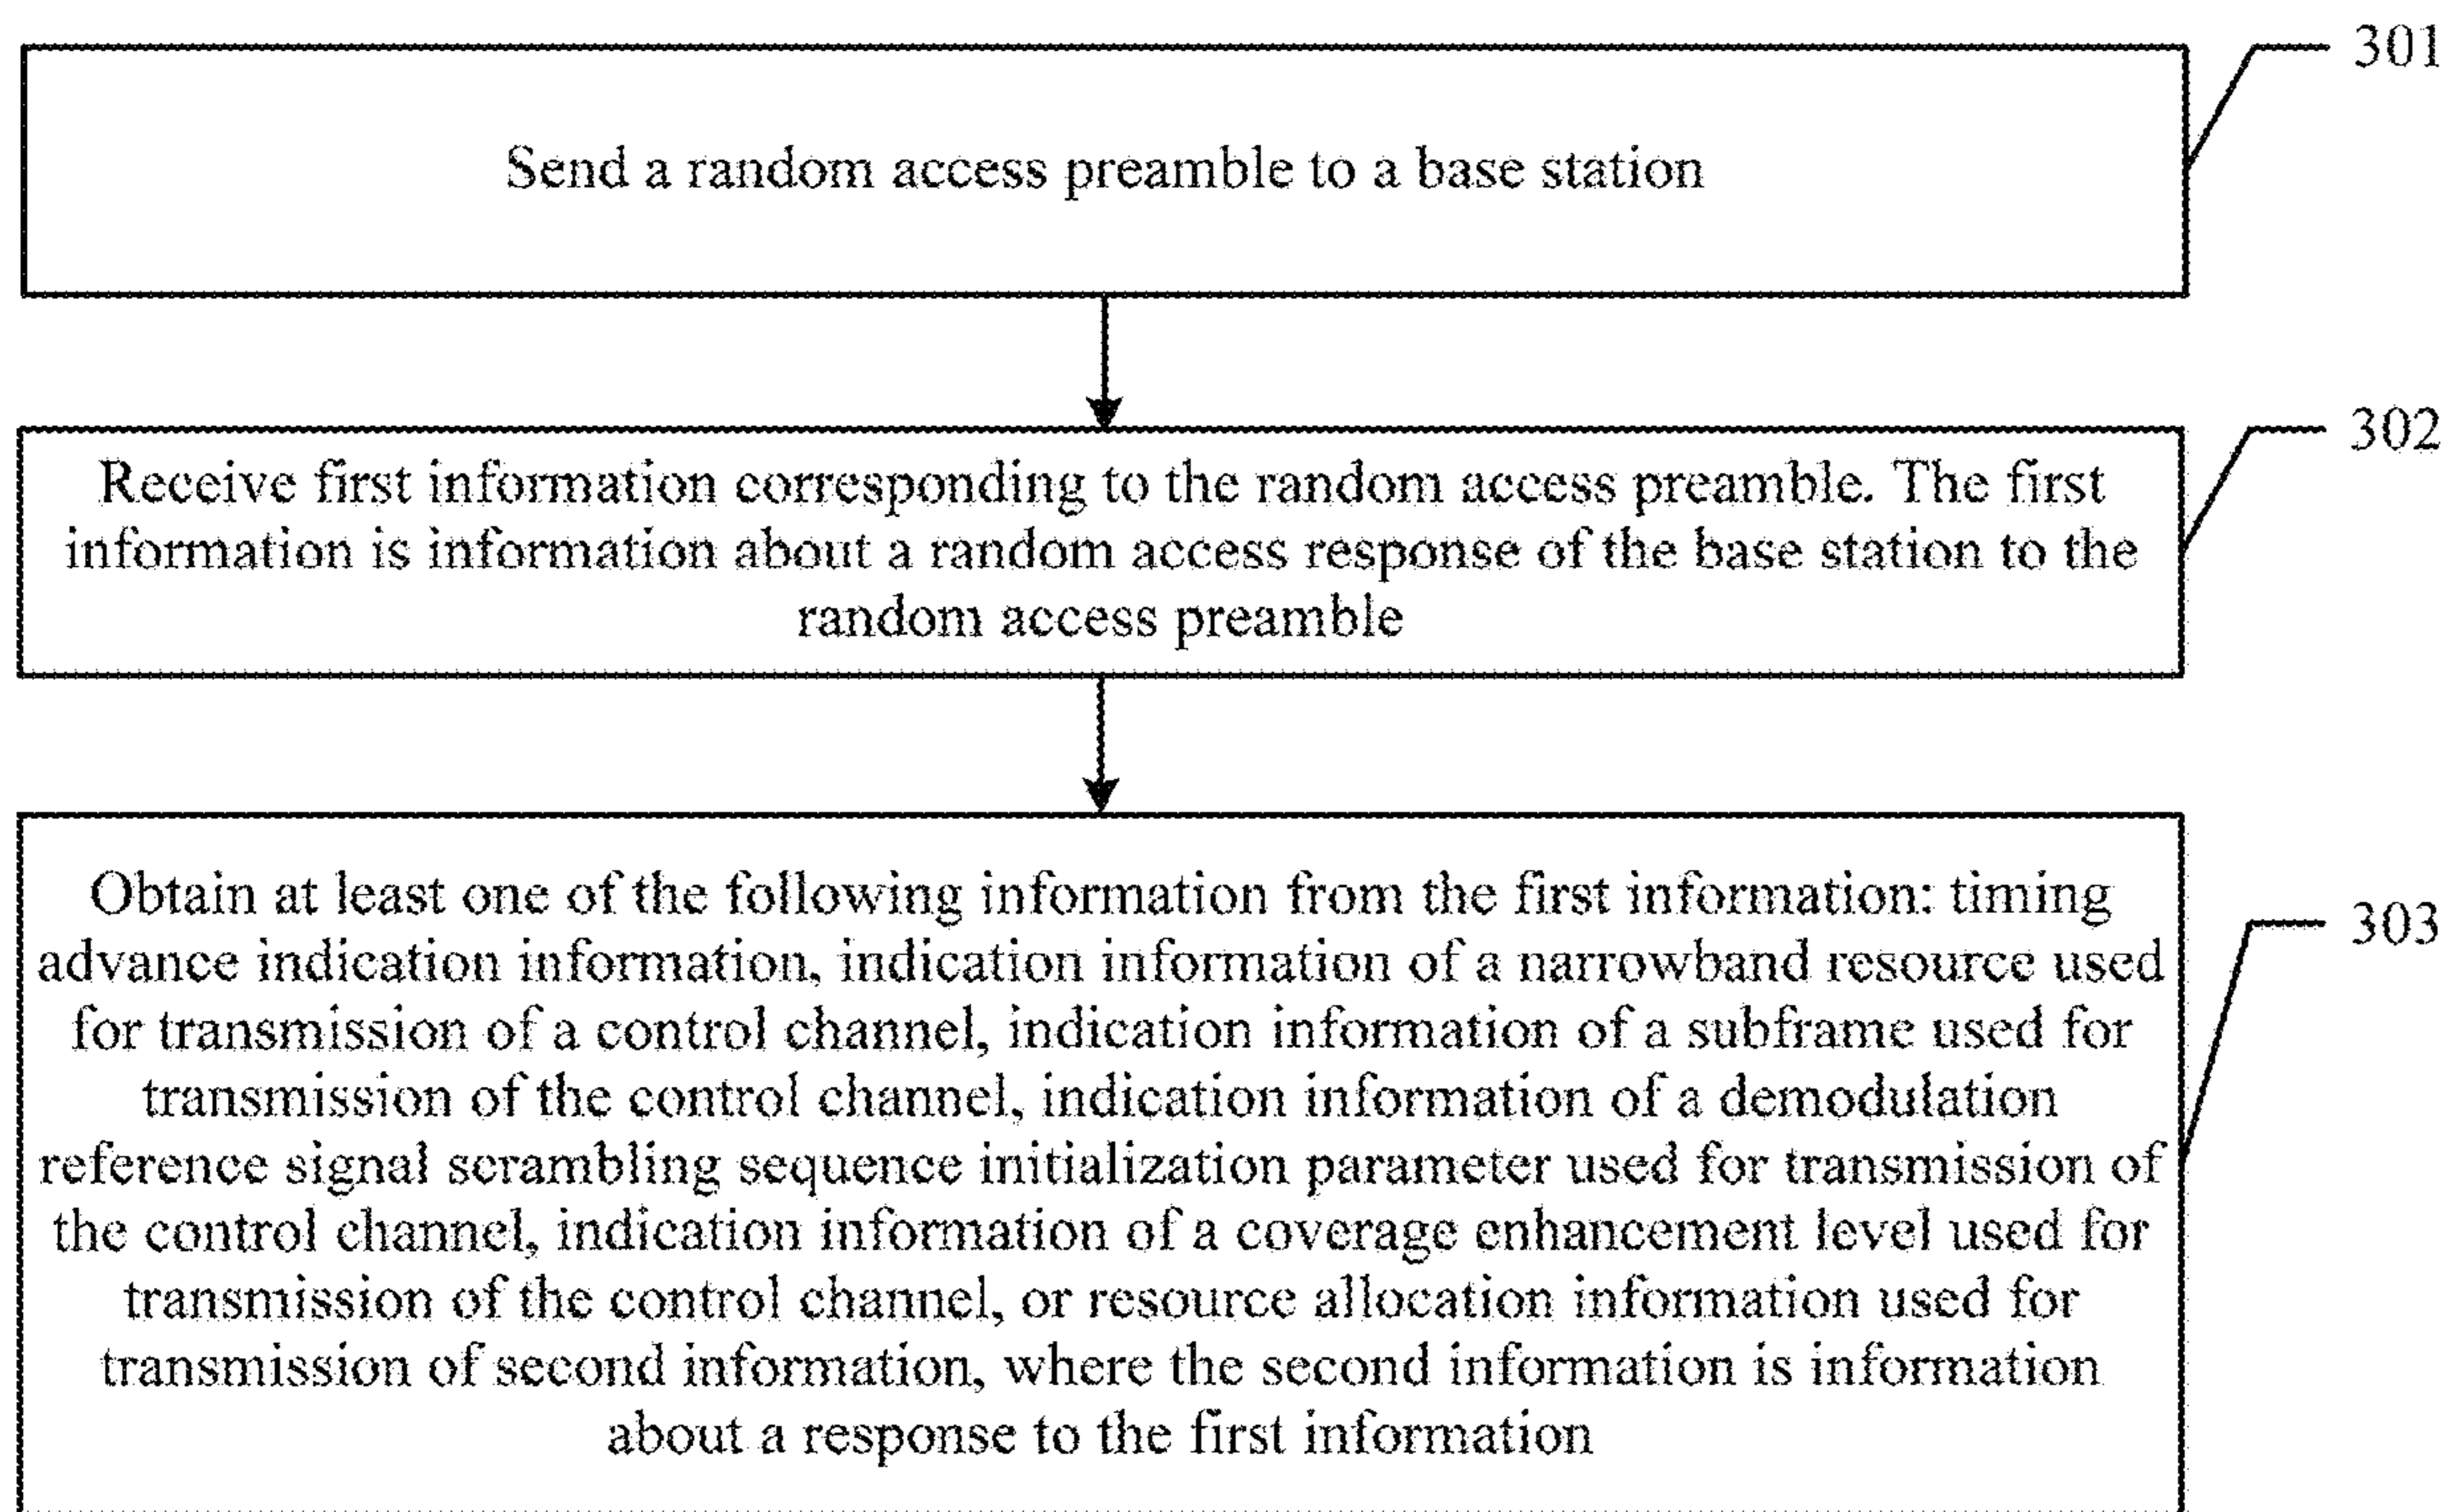 301
Send a random access preamble to a base station
302
Receive first information corresponding to the random access preamble. The first
information is information about a random access response of the base station to the
random access preamble
Obtain at least one of the following information from the first information: timing
303
advance indication information, indication information of a narrowband resource used
for transmission of a control channel, indication information of a subframe used for
transmission of the control channel, indication information of a demodulation
reference signal scrambling sequence initialization parameter used for transmission of
the control channel, indication information of a coverage enhancement level used for
transmission of the control channel, or resource allocation information used for
transmission of second information, where the second information is information
about a response to the first information